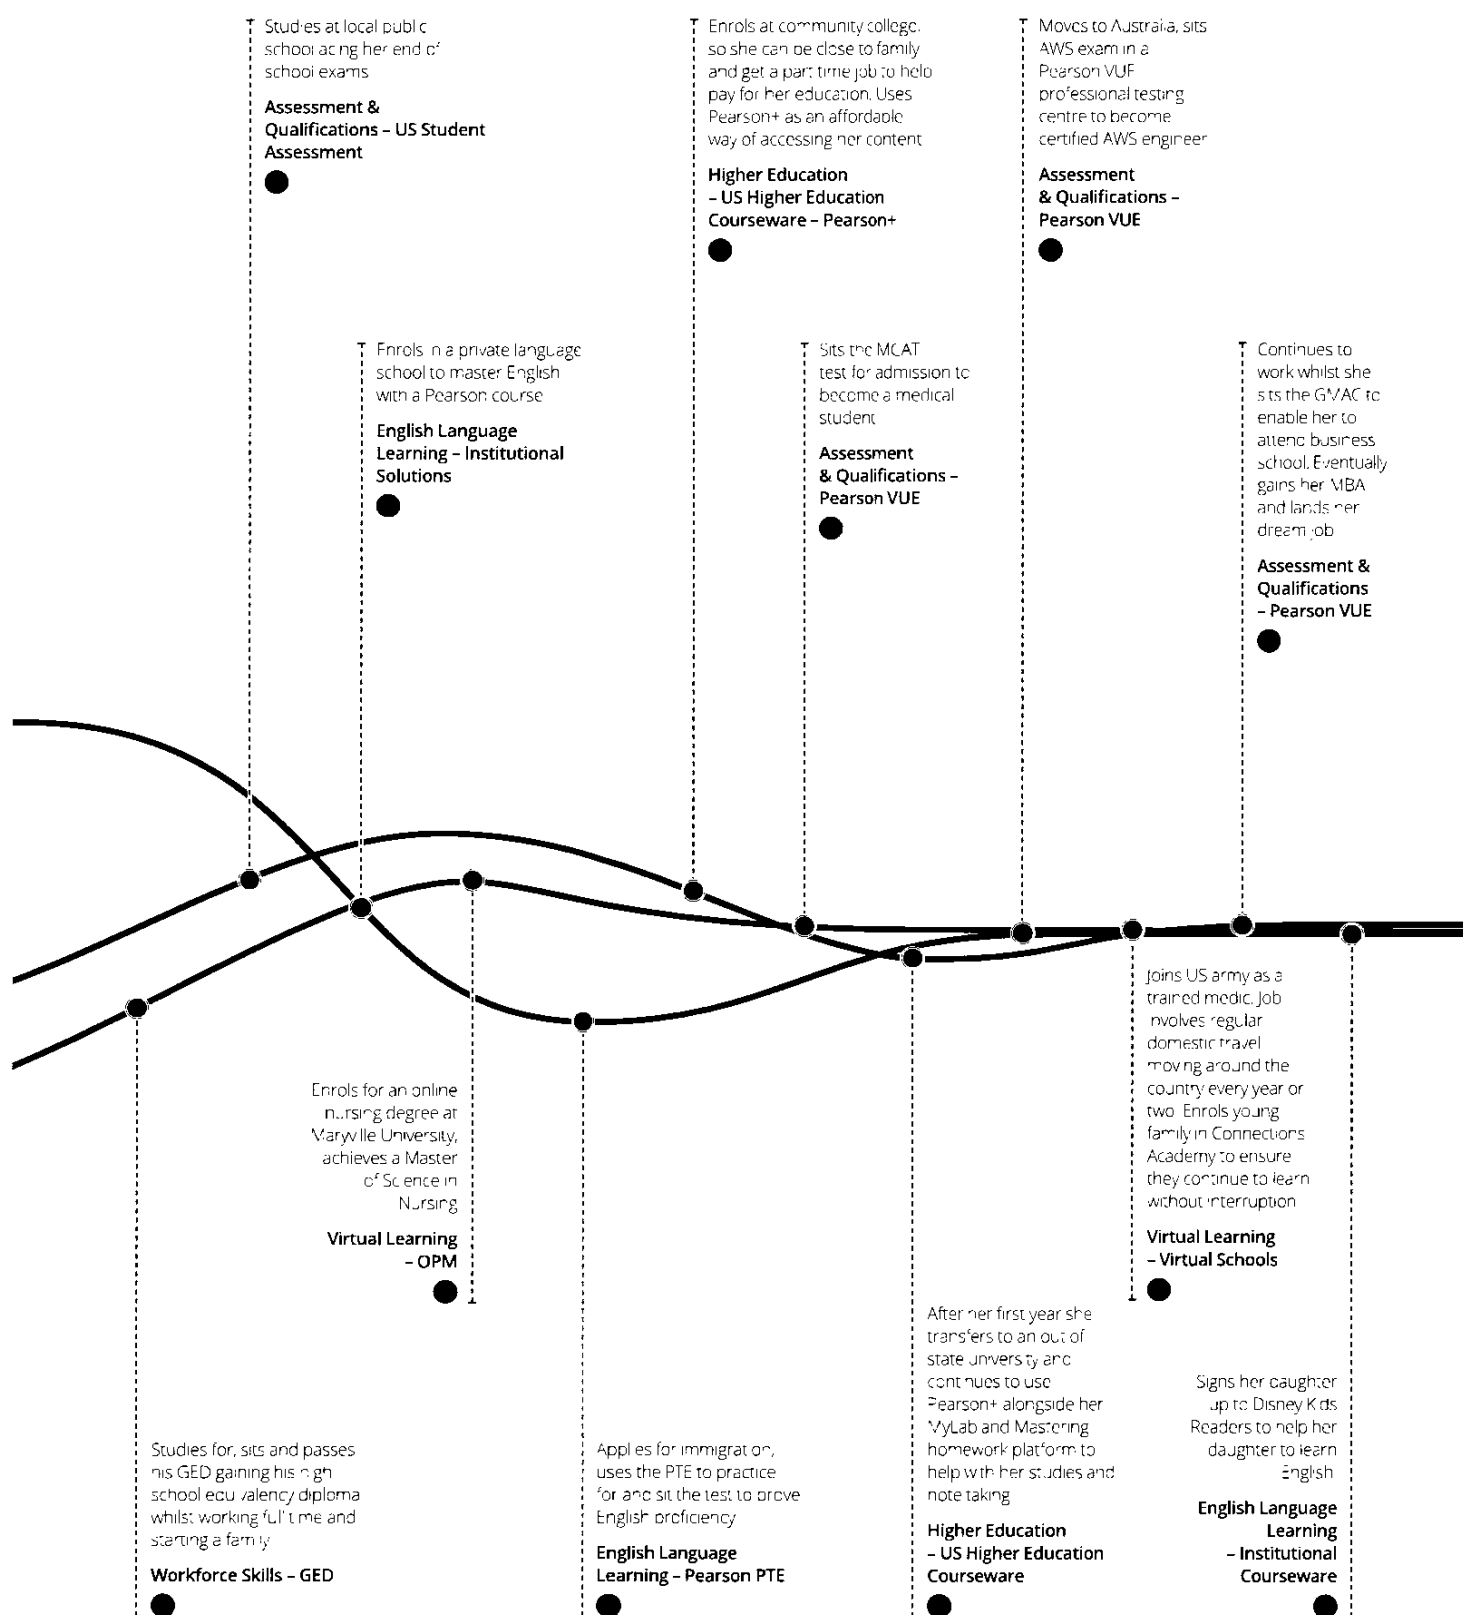 Studies at local public
school acing her end of
school exams
Assessment &
Qualifications – US Student
Assessment
Enrols at community college,
so she can be close to family
and get a part time job to help
pay for her education. Uses
Pearson+ as an affordable
way of accessing her content
Higher Education
– US Higher Education
Courseware – Pearson+
Moves to Australia, sits
AWS exam in a
Pearson VUE
professional testing
centre to become
certified AWS engineer
Assessment
& Qualifications –
Pearson VUE
Enrols in a private language
school to master English
with a Pearson course
English Language
Learning – Institutional
Solutions
Sits the MCAT
test for admission to
become a medical
student
Assessment
& Qualifications –
Pearson VUE
Continues to
work whilst she
sits the GMAC to
enable her to
attend business
school. Eventually
gains her MBA
and lands her
dream job
Assessment &
Qualifications
– Pearson VUE
Enrols for an online
nursing degree at
Maryville University,
achieves a Master
of Science in
Nursing
Virtual Learning
– OPM
Joins US army as a
trained medic. Job
involves regular
domestic travel
moving around the
country every year or
two. Enrols young
family in Connections
Academy to ensure
they continue to learn
without interruption
Virtual Learning
– Virtual Schools
Studies for, sits and passes
his GED gaining his high
school equivalency diploma
whilst working full time and
starting a family
Workforce Skills – GED
Applies for immigration,
uses the PTE to practice
for and sit the test to prove
English proficiency
English Language
Learning – Pearson PTE
After her first year she
transfers to an out of
state university and
continues to use
Pearson+ alongside her
MyLab and Mastering
homework platform to
help with her studies and
note taking
Higher Education
– US Higher Education
Courseware
Signs her daughter
up to Disney Kids
Readers to help her
daughter to learn
English
English Language
Learning
– Institutional
Courseware